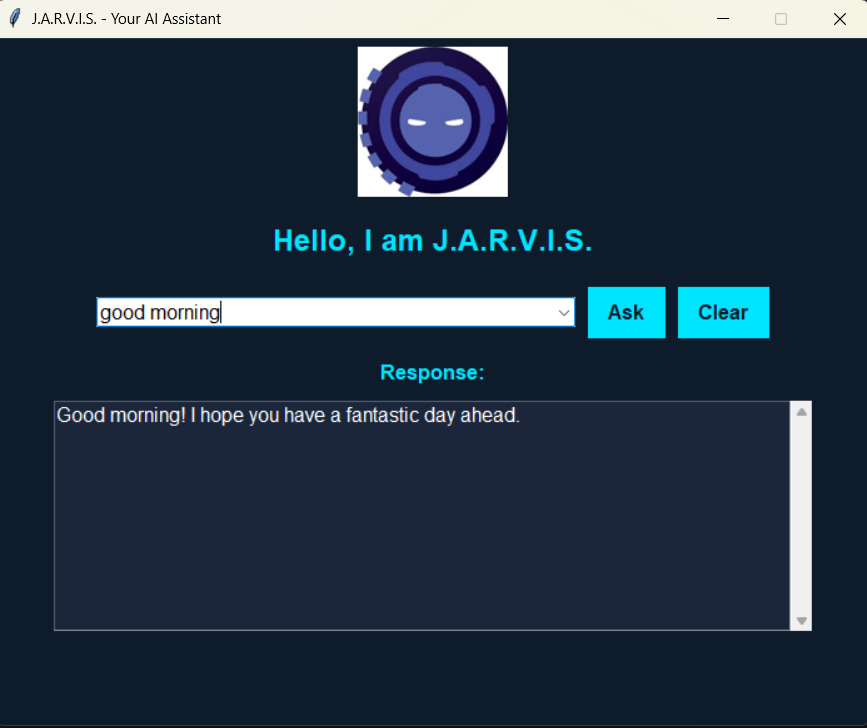 J.A.R.V.I.S. - Your AI Assistant
Hello, I am J.A.R.V.I.S.
good morning
Ask
Clear
Response:
Good morning! I hope you have a fantastic day ahead.